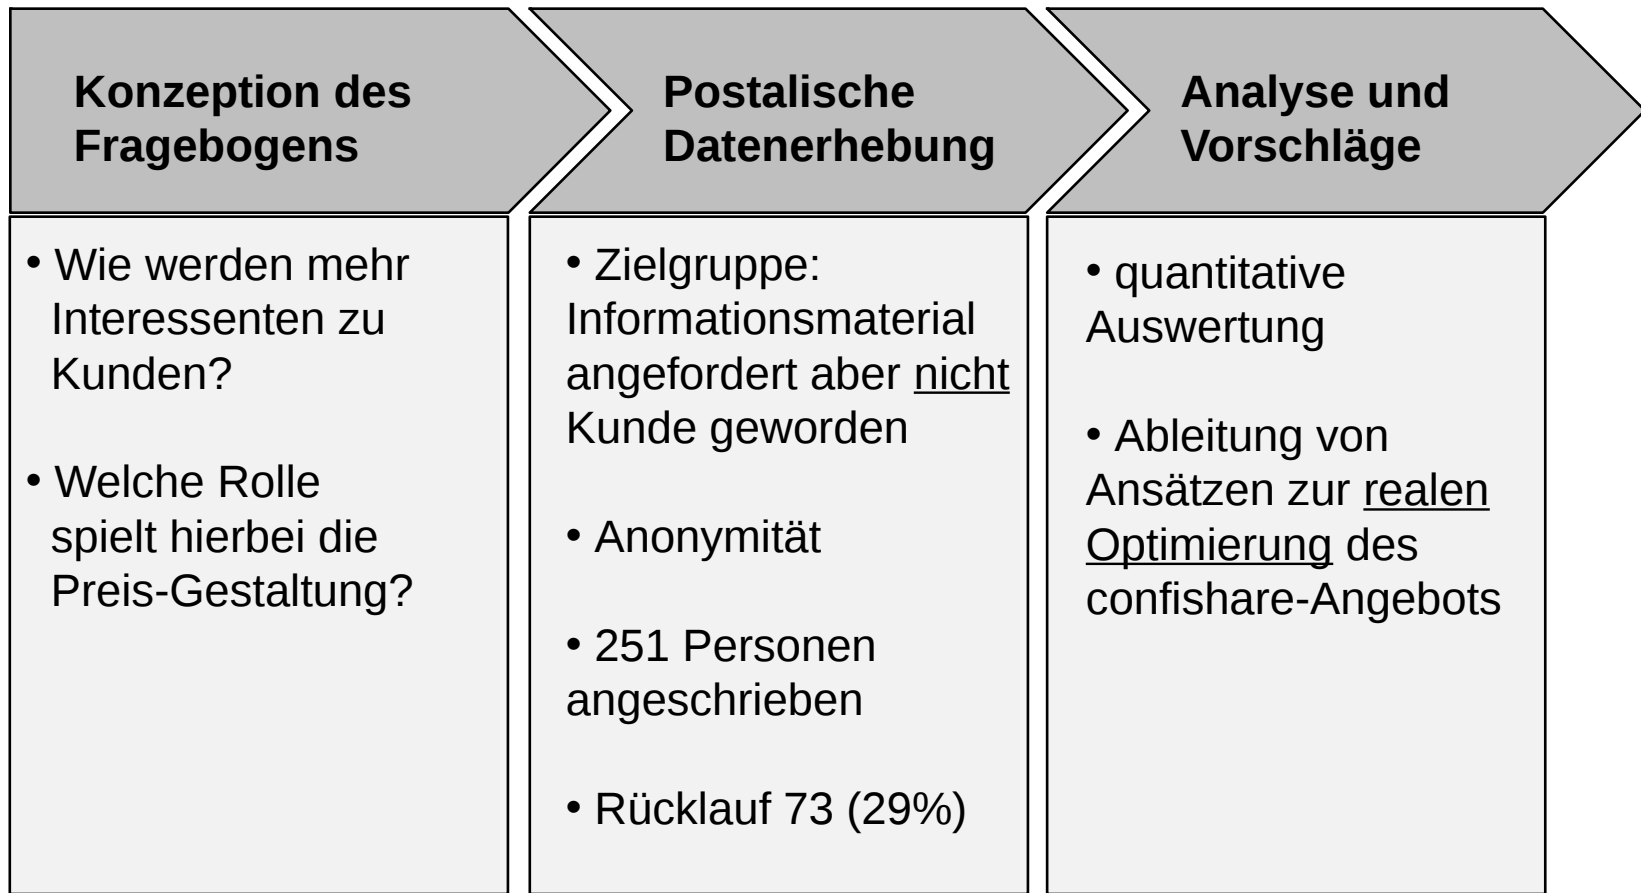 Konzeption des
Fragebogens
• Wie werden mehr
Interessenten zu
Kunden?
• Welche Rolle
spielt hierbei die
Preis-Gestaltung?
Postalische
Datenerhebung
• Zielgruppe:
Informationsmaterial
angefordert aber nicht
Kunde geworden
• Anonymität
• 251 Personen
angeschrieben
• Rücklauf 73 (29%)
Analyse und
Vorschläge
• quantitative
Auswertung
• Ableitung von
Ansätzen zur realen
Optimierung des
confishare-Angebots